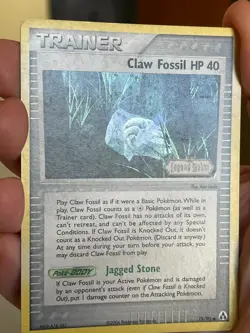 TRAINER
Claw Fossil HP 40
Legend Maker
Play Claw Fossil as if it were a Basic Pokémon. While in
play, Claw Fossil counts as a Pokémon (as well as a
Trainer card). Claw Fossil has no attacks of its own,
can't retreat, and can't be affected by any Special
Conditions. If Claw Fossil is Knocked Out, it doesn't
count as a Knocked Out Pokémon. (Discard it anyway.)
At any time during your turn before your attack, you may
discard Claw Fossil from play.
POKé-BODY Jagged Stone
If Claw Fossil is your Active Pokémon and is damaged by an
opponent's attack (even if Claw Fossil is Knocked
Out), put 1 damage counter on the Attacking Pokémon.